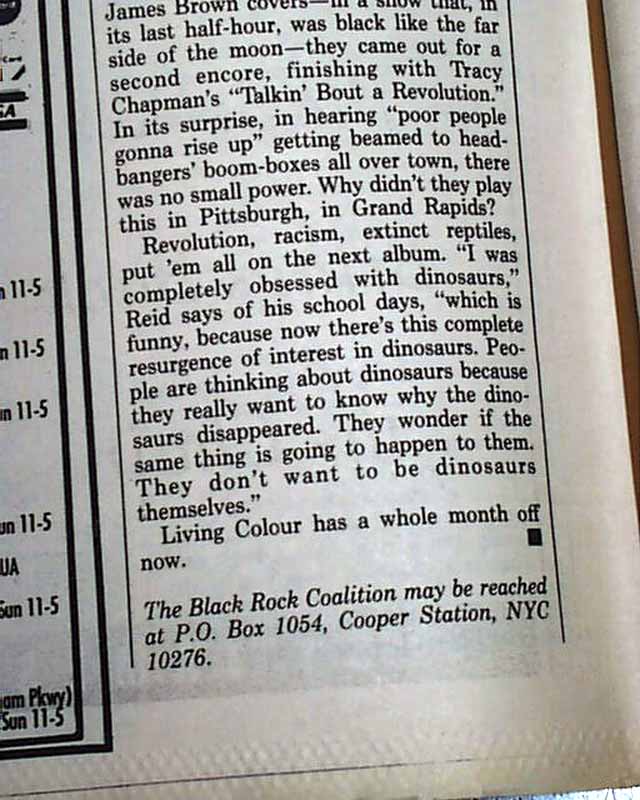 James Brown covers—in a show that, in
its last half-hour, was black like the far
side of the moon—they came out for a
second encore, finishing with Tracy
Chapman's "Talkin' Bout a Revolution."
In its surprise, in hearing "poor people
gonna rise up" getting beamed to head-
bangers' boom-boxes all over town, there
was no small power. Why didn't they play
this in Pittsburgh, in Grand Rapids?
Revolution, racism, extinct reptiles,
put 'em all on the next album. "I was
completely obsessed with dinosaurs,"
Reid says of his school days, "which is
funny, because now there's this complete
resurgence of interest in dinosaurs. Peo-
ple are thinking about dinosaurs because
they really want to know why the dino-
saurs disappeared. They wonder if the
same thing is going to happen to them.
They don't want to be dinosaurs
themselves."
Living Colour has a whole month off
now.
The Black Rock Coalition may be reached
at P.O. Box 1054, Cooper Station, NYC
10276.
11-5
11-5
11-5
un 11-5
UA
Sun 11-5
am Pkwy)
Sun 11-5